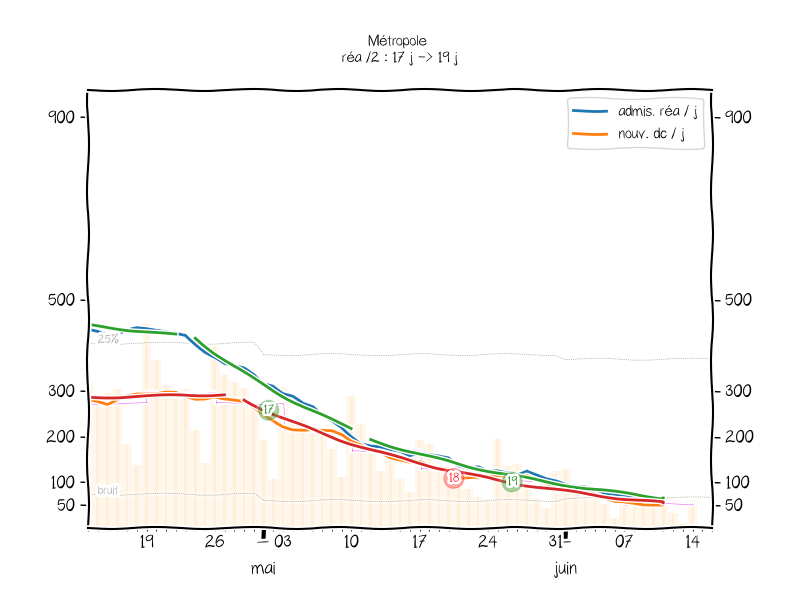 Métropole
réa /2 : 17 j -> 19 j
admis. réa / j
nouv. dc / j
900 900
500 500
25%
300 300
17
200 200
18 19
100 100
bruit
50 50
19 26 03 10 17 24 31 07 14
mai juin